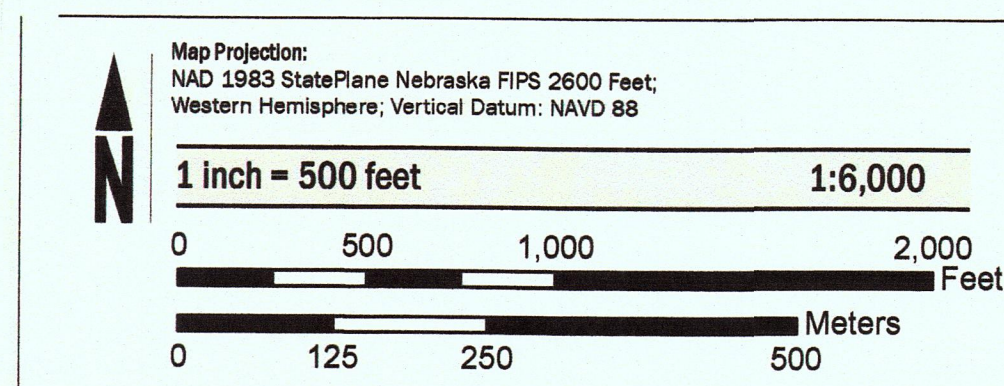 Map Projection:
NAD 1983 StatePlane Nebraska FIPS 2600 Feet;
Western Hemisphere; Vertical Datum: NAVD 88
N
1 inch = 500 feet 1:6,000
0 500 1,000 2,000
Feet
Meters
0 125 250 500